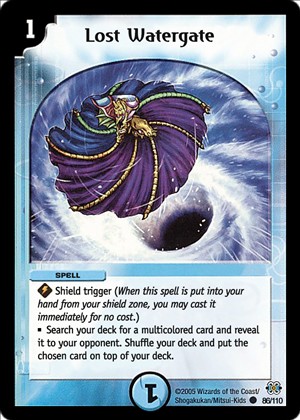 1
Lost Watergate
SPELL
Shield trigger (When this spell is put into your
hand from your shield zone, you may cast it
immediately for no cost.)
▪ Search your deck for a multicolored card and reveal
it to your opponent. Shuffle your deck and put the
chosen card on top of your deck.
1
©2005 Wizards of the Coast/
Shogakukan/Mitsui-Kids
86/110